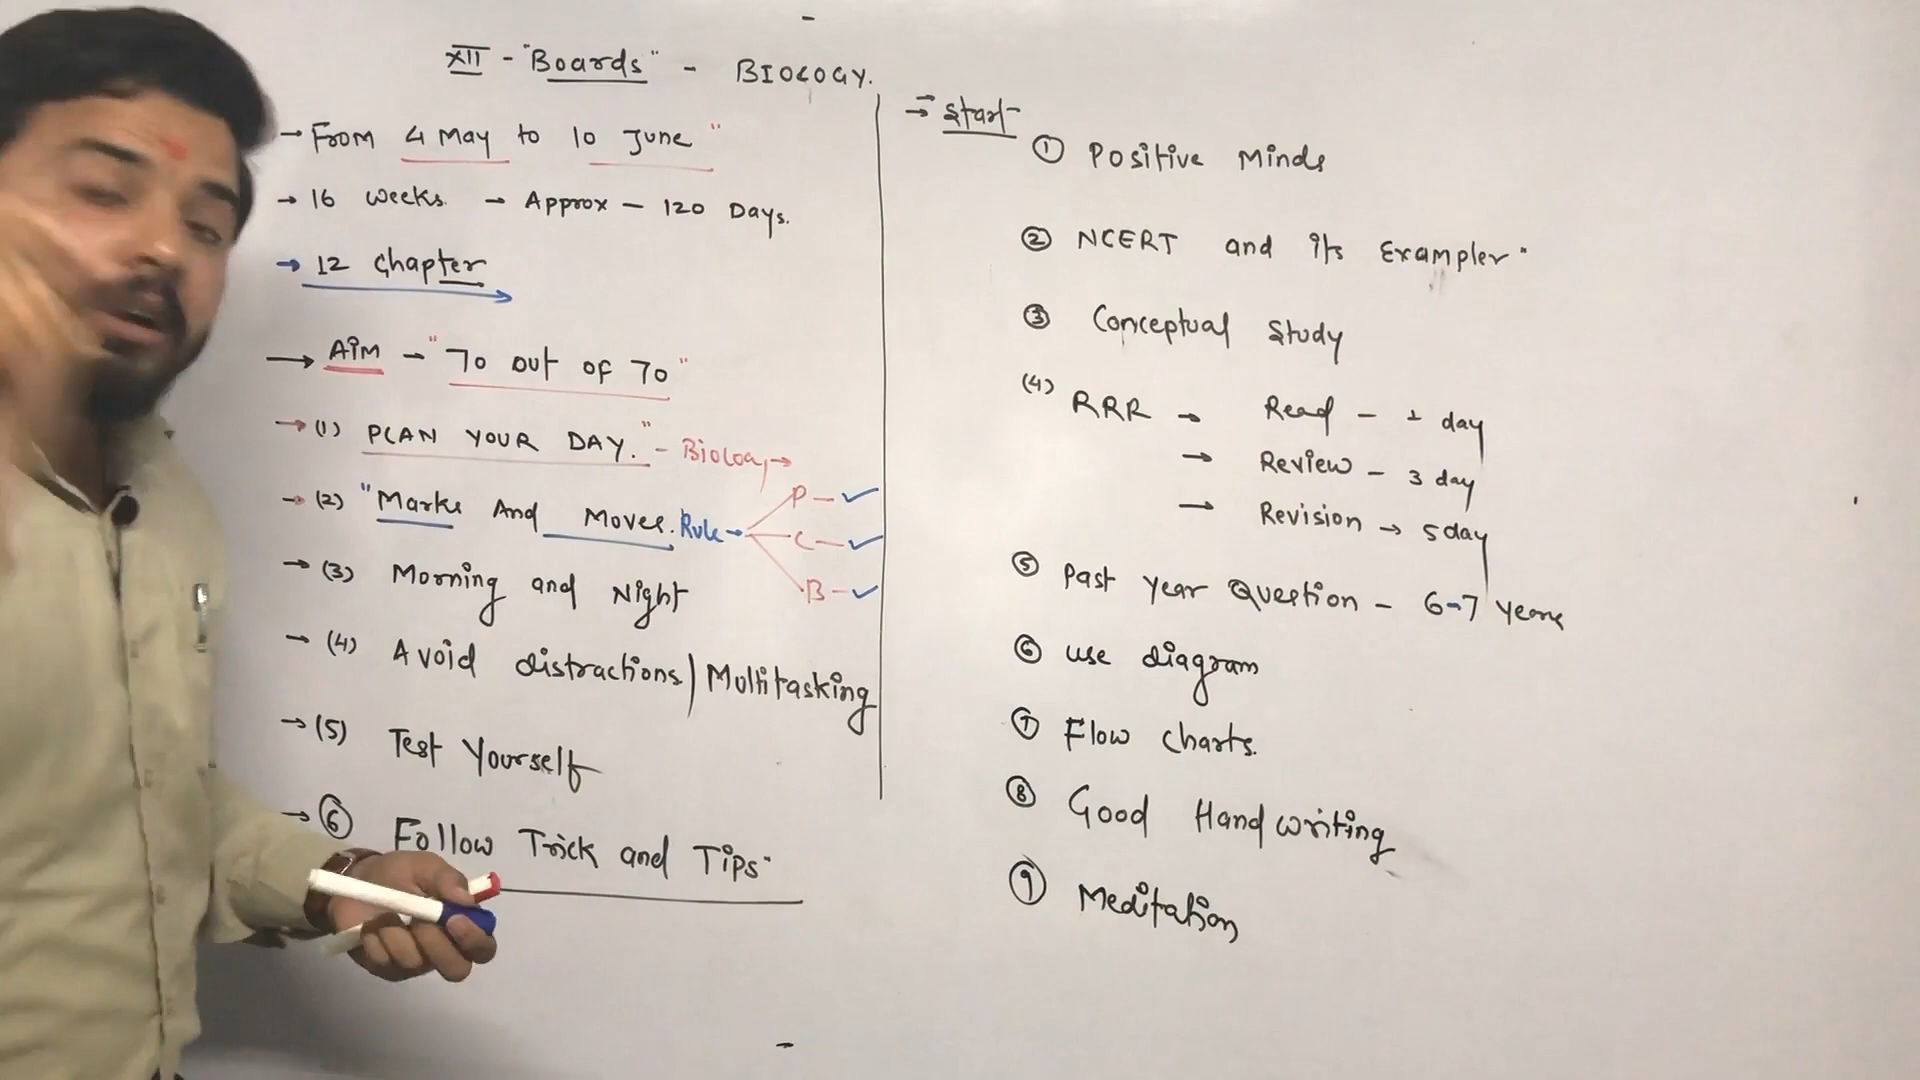 XII - "Boards" - BIOLOGY.
→ From 4 May to 10 June "
→ 16 weeks. → Approx - 120 Days.
→ 12 Chapter
→ AIM - "70 out of 70"
→ (1) PLAN YOUR DAY." - Biology →
→ (2) "Marks And Moves. Rule →
P - ✓
C - ✓
B - ✓
→ (3) Morning and Night
→ (4) Avoid distractions / Multitasking
→ (5) Test Yourself
→ (6) Follow Trick and Tips"
→ Start
① Positive Minds
② NCERT and its Exampler"
③ Conceptual Study
(4) RRR → Read - 1 day
→ Review - 3 day
→ Revision → 5 day
⑤ Past Year Question - 6-7 years
⑥ use diagram
⑦ Flow charts.
⑧ Good Handwriting
⑨ Meditation